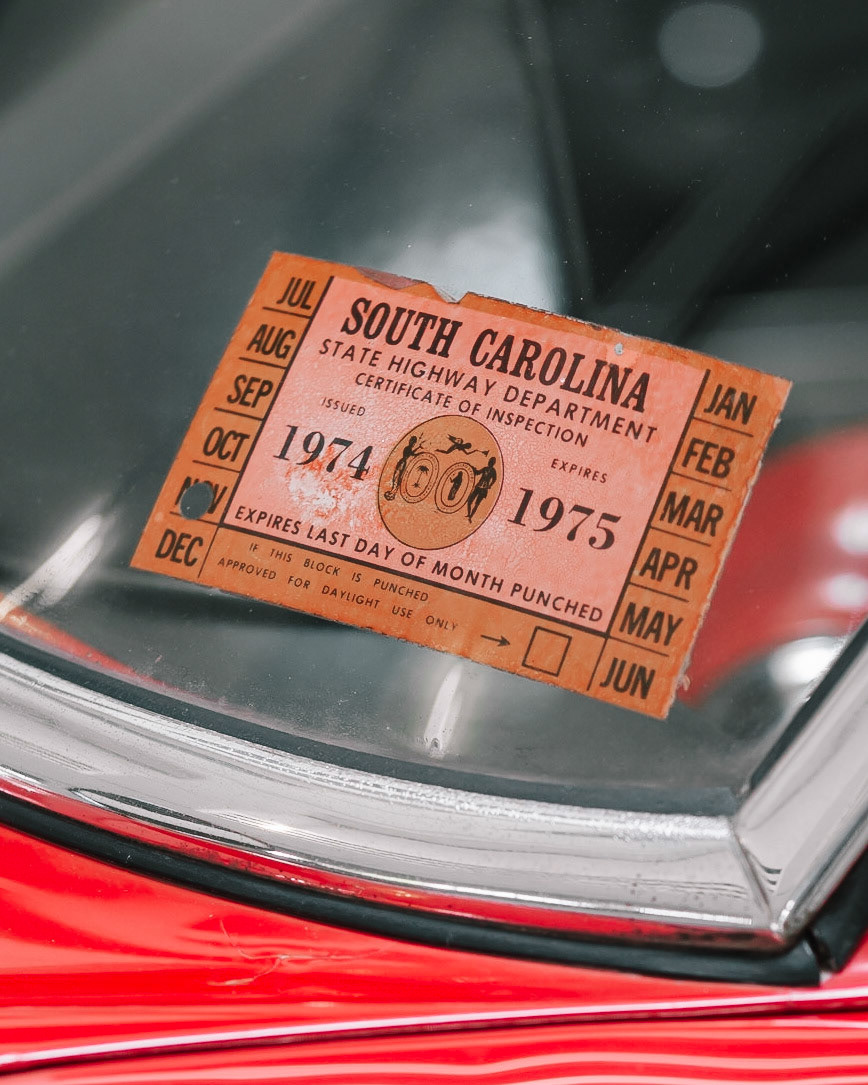 JUL
AUG
SEP
OCT
NOV
DEC
SOUTH CAROLINA
STATE HIGHWAY DEPARTMENT
CERTIFICATE OF INSPECTION
ISSUED
1974
EXPIRES
1975
EXPIRES LAST DAY OF MONTH PUNCHED
IF THIS BLOCK IS PUNCHED
APPROVED FOR DAYLIGHT USE ONLY →
JAN
FEB
MAR
APR
MAY
JUN